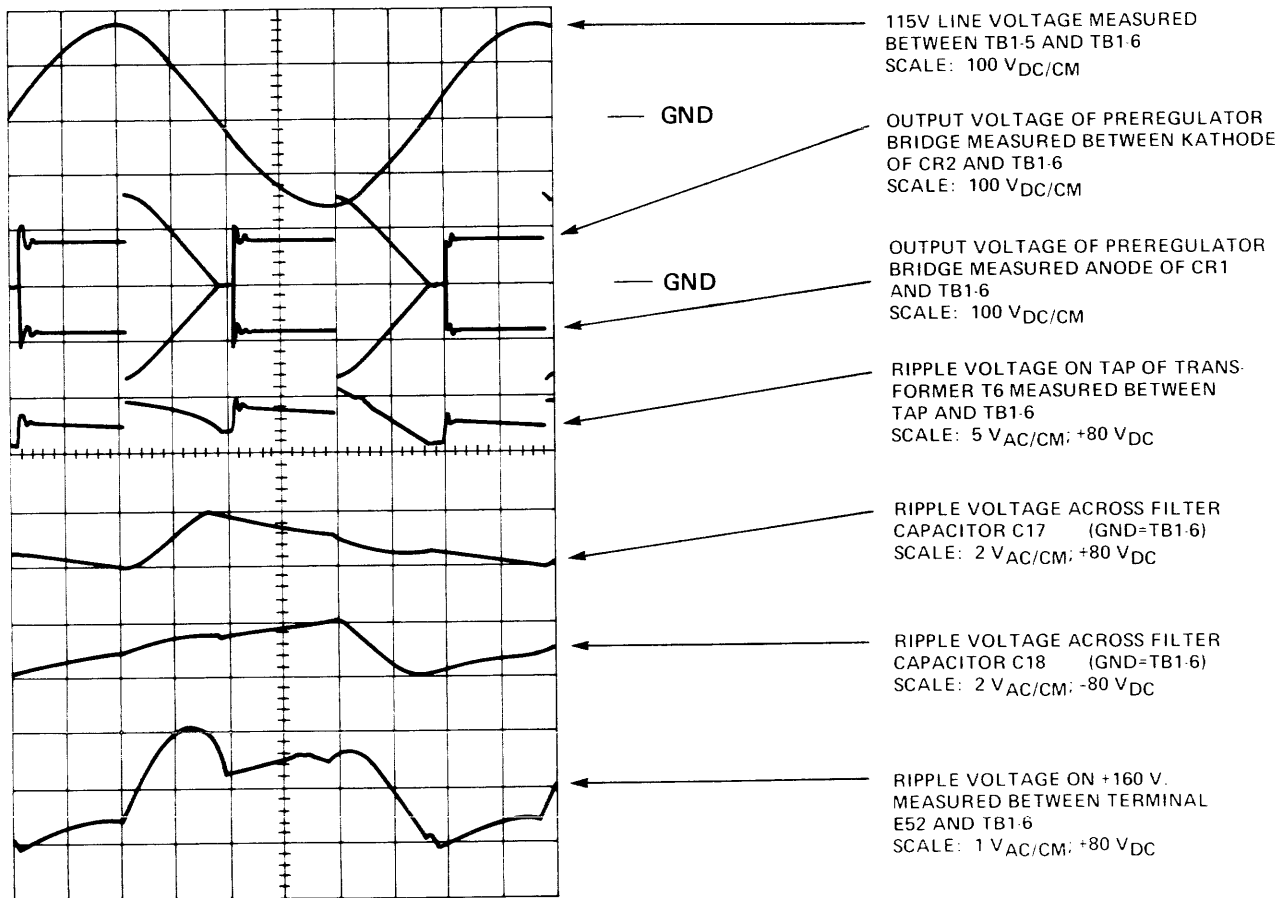 115V LINE VOLTAGE MEASURED
BETWEEN TB1-5 AND TB1-6
SCALE: 100 VDC/CM
— GND
OUTPUT VOLTAGE OF PREREGULATOR
BRIDGE MEASURED BETWEEN KATHODE
OF CR2 AND TB1-6
SCALE: 100 VDC/CM
— GND
OUTPUT VOLTAGE OF PREREGULATOR
BRIDGE MEASURED ANODE OF CR1
AND TB1-6
SCALE: 100 VDC/CM
RIPPLE VOLTAGE ON TAP OF TRANS-
FORMER T6 MEASURED BETWEEN
TAP AND TB1-6
SCALE: 5 VAC/CM; +80 VDC
RIPPLE VOLTAGE ACROSS FILTER
CAPACITOR C17 (GND=TB1-6)
SCALE: 2 VAC/CM; +80 VDC
RIPPLE VOLTAGE ACROSS FILTER
CAPACITOR C18 (GND=TB1-6)
SCALE: 2 VAC/CM; -80 VDC
RIPPLE VOLTAGE ON +160 V.
MEASURED BETWEEN TERMINAL
E52 AND TB1-6
SCALE: 1 VAC/CM; +80 VDC